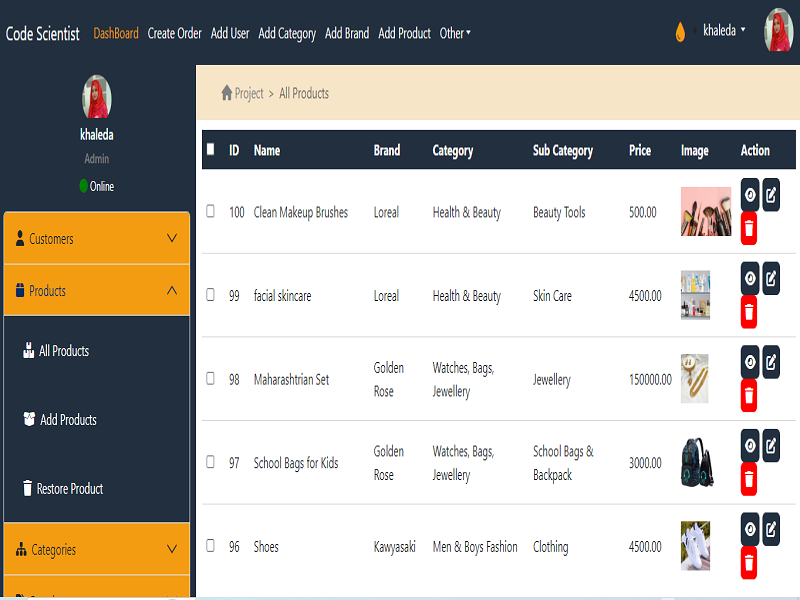 Code Scientist DashBoard Create Order Add User Add Category Add Brand Add Product Other khaleda
khaleda
Admin
Online
Customers
Products
All Products
Add Products
Restore Product
Categories
Project > All Products
ID Name Brand Category Sub Category Price Image Action
100 Clean Makeup Brushes Loreal Health & Beauty Beauty Tools 500.00
99 facial skincare Loreal Health & Beauty Skin Care 4500.00
98 Maharashtrian Set Golden Rose Watches, Bags, Jewellery Jewellery 150000.00
97 School Bags for Kids Golden Rose Watches, Bags, Jewellery School Bags & Backpack 3000.00
96 Shoes Kawyasaki Men & Boys Fashion Clothing 4500.00